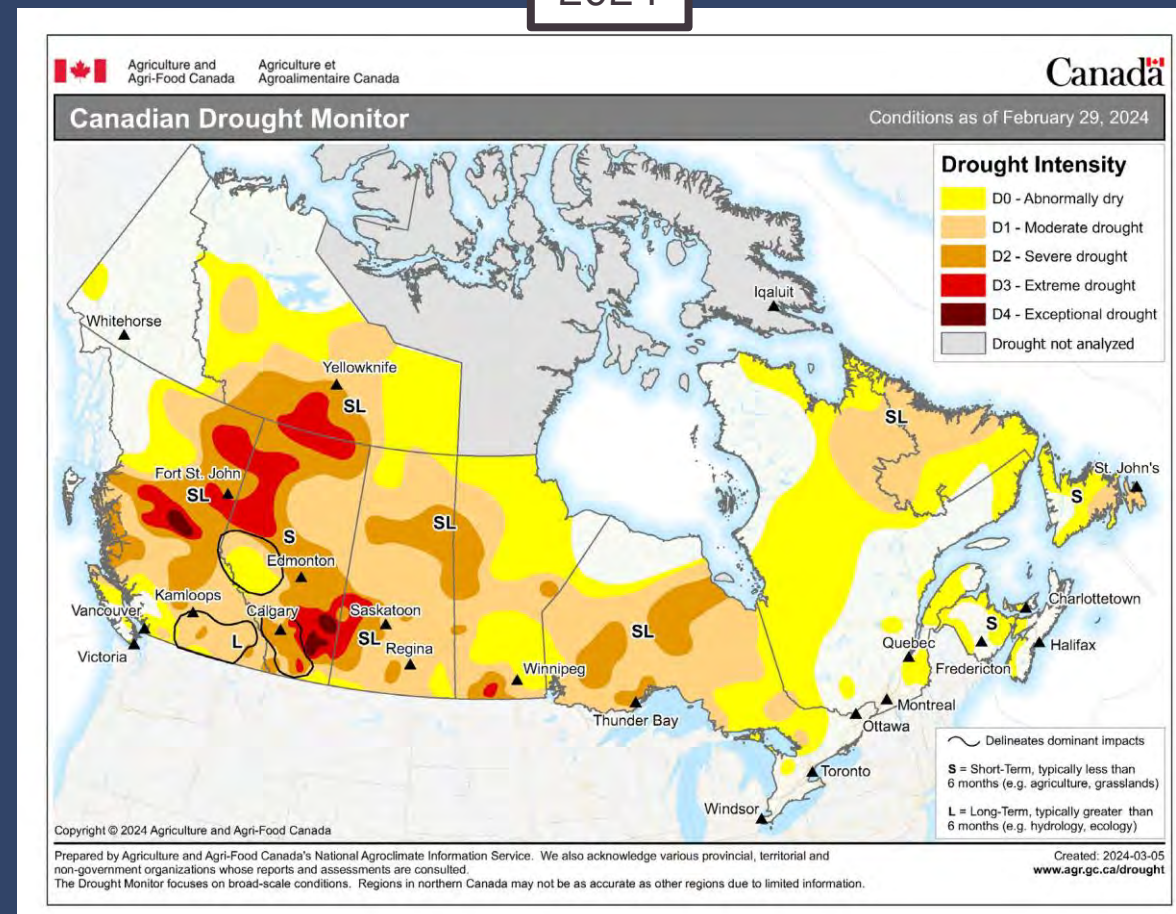 2024
Agriculture and
Agri-Food Canada
Agriculture et
Agroalimentaire Canada
Canada
Canadian Drought Monitor
Conditions as of February 29, 2024
Drought Intensity
D0 - Abnormally dry
D1 - Moderate drought
D2 - Severe drought
D3 - Extreme drought
D4 - Exceptional drought
Drought not analyzed
Iqaluit
Whitehorse
Yellowknife
SL
SL
Fort St. John
SL
St. John's
S
SL
S
Edmonton
Kamloops
Vancouver
Calgary
Saskatoon
Charlottetown
L
SL
Regina
SL
S
Victoria
Quebec
Halifax
Winnipeg
Fredericton
Montreal
Thunder Bay
Ottawa
Toronto
Windsor
Delineates dominant impacts
S = Short-Term, typically less than
6 months (e.g. agriculture, grasslands)
L = Long-Term, typically greater than
6 months (e.g. hydrology, ecology)
Copyright © 2024 Agriculture and Agri-Food Canada
Prepared by Agriculture and Agri-Food Canada's National Agroclimate Information Service. We also acknowledge various provincial, territorial and
non-government organizations whose reports and assessments are consulted.
The Drought Monitor focuses on broad-scale conditions. Regions in northern Canada may not be as accurate as other regions due to limited information.
Created: 2024-03-05
www.agr.gc.ca/drought